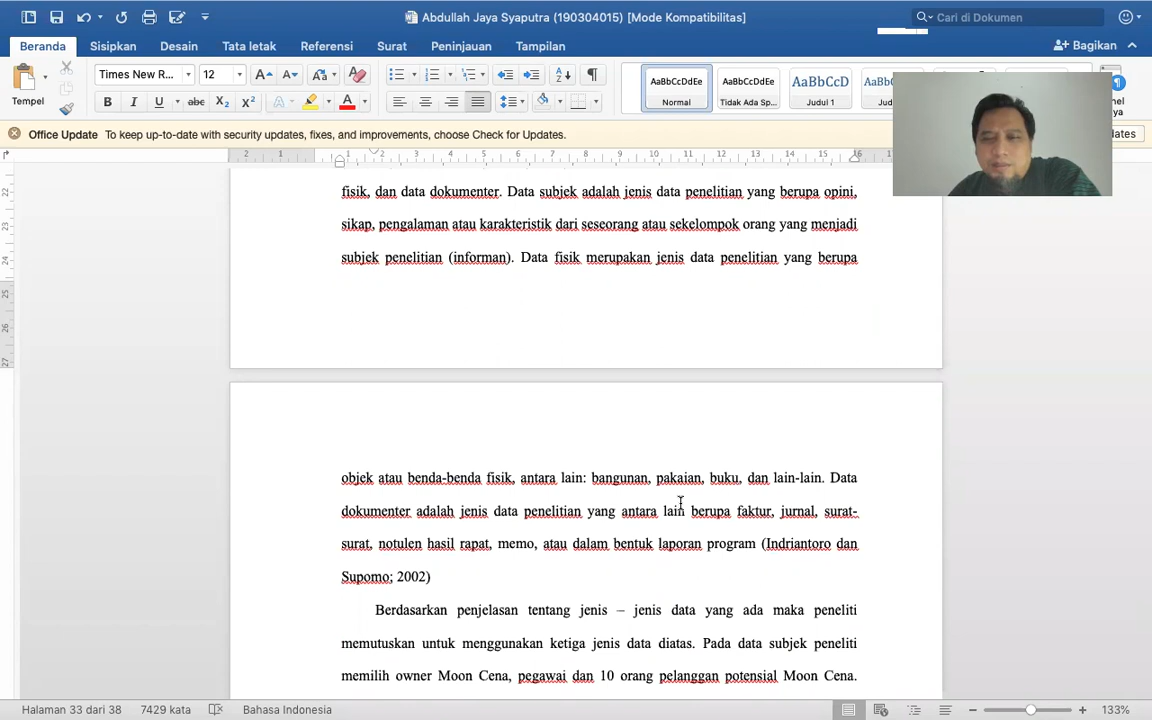 Abdullah Jaya Syaputra (190304015) [Mode Kompatibilitas]
Cari di Dokumen
Beranda Sisipkan Desain Tata letak Referensi Surat Peninjauan Tampilan Bagikan
Tempel
Times New R... 12
AaBbCcDdEe AaBbCcDdEe AaBbCcD
Normal Tidak Ada Sp... Judul 1
Office Update To keep up-to-date with security updates, fixes, and improvements, choose Check for Updates.
fisik, dan data dokumenter. Data subjek adalah jenis data penelitian yang berupa opini,
sikap, pengalaman atau karakteristik dari seseorang atau sekelompok orang yang menjadi
subjek penelitian (informan). Data fisik merupakan jenis data penelitian yang berupa
objek atau benda-benda fisik, antara lain: bangunan, pakaian, buku, dan lain-lain. Data
dokumenter adalah jenis data penelitian yang antara lain berupa faktur, jurnal, surat-
surat, notulen hasil rapat, memo, atau dalam bentuk laporan program (Indriantoro dan
Supomo; 2002)
Berdasarkan penjelasan tentang jenis – jenis data yang ada maka peneliti
memutuskan untuk menggunakan ketiga jenis data diatas. Pada data subjek peneliti
memilih owner Moon Cena, pegawai dan 10 orang pelanggan potensial Moon Cena.
Halaman 33 dari 38 7429 kata Bahasa Indonesia 133%